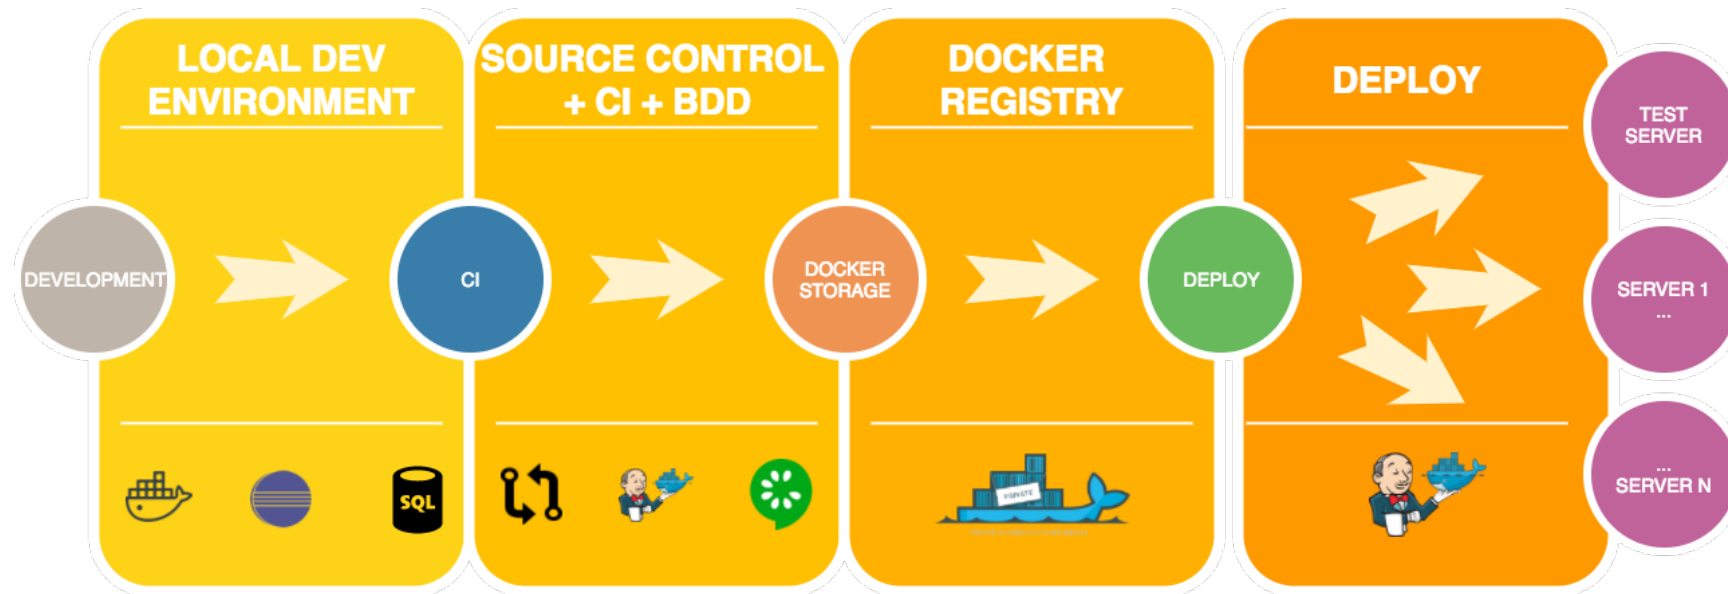 LOCAL DEV
ENVIRONMENT
SOURCE CONTROL
+ CI + BDD
DOCKER
REGISTRY
DEPLOY
DEVELOPMENT
CI
DOCKER
STORAGE
DEPLOY
TEST
SERVER
SERVER 1
...
...
SERVER N
SQL
PRIVATE